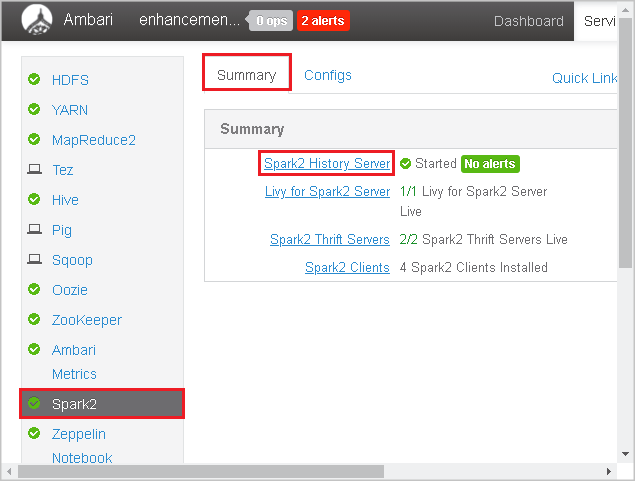 Ambari enhancemen... 0 ops 2 alerts Dashboard Servi
HDFS
YARN
MapReduce2
Tez
Hive
Pig
Sqoop
Oozie
ZooKeeper
Ambari
Metrics
Spark2
Zeppelin
Notebook
Summary Configs Quick Link
Summary
Spark2 History Server Started No alerts
Livy for Spark2 Server 1/1 Livy for Spark2 Server
Live
Spark2 Thrift Servers 2/2 Spark2 Thrift Servers Live
Spark2 Clients 4 Spark2 Clients Installed